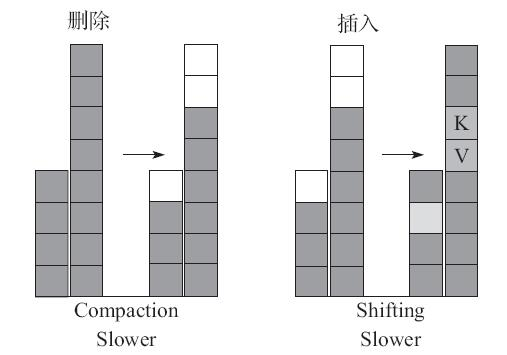 删除
插入
K
V
Compaction
Slower
Shifting
Slower